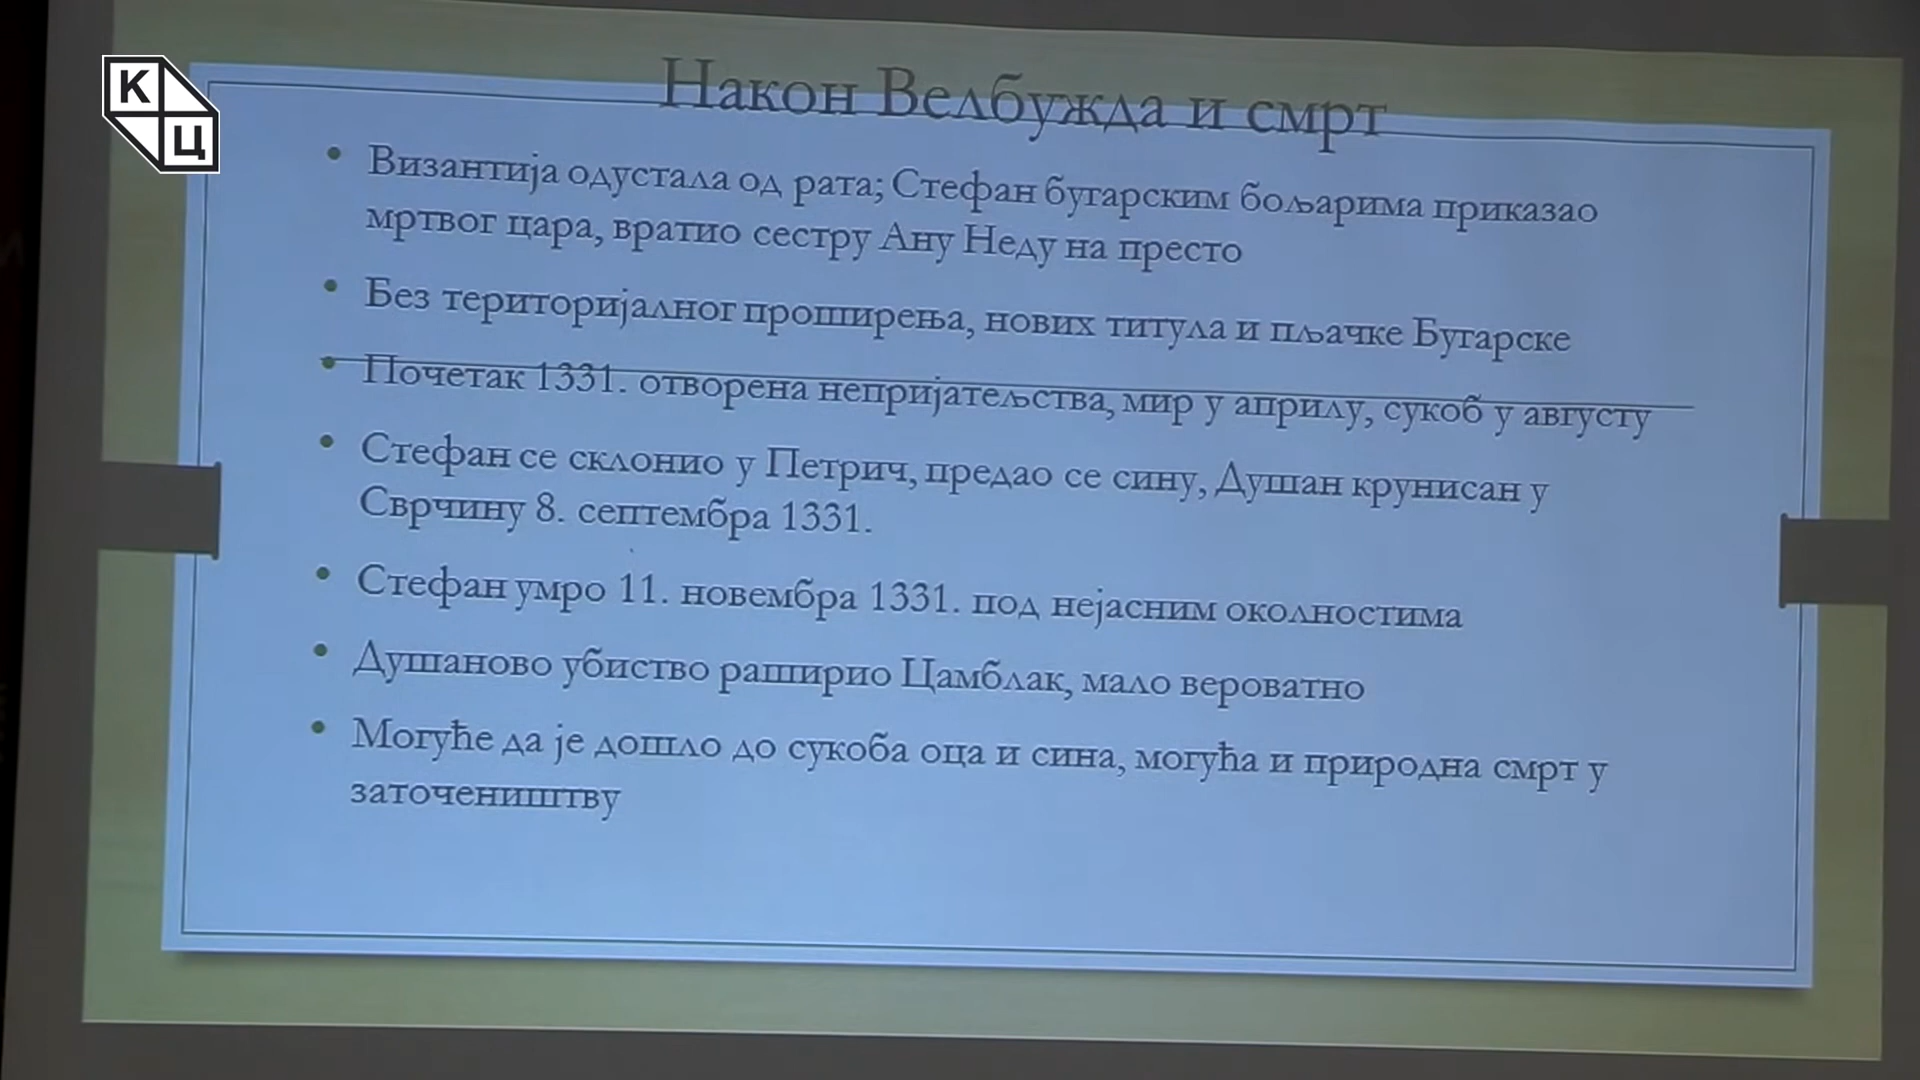 КЦ
Након Велбужда и смрт
• Византија одустала од рата; Стефан бугарским бољарима приказао
мртвог цара, вратио сестру Ану Неду на престо
• Без територијалног проширења, нових титула и пљачке Бугарске
• Почетак 1331. отворена непријатељства, мир у априлу, сукоб у августу
• Стефан се склонио у Петрич, предао се сину, Душан крунисан у
Сврчину 8. септембра 1331.
• Стефан умро 11. новембра 1331. под нејасним околностима
• Душаново убиство раширио Цамблак, мало вероватно
• Могуће да је дошло до сукоба оца и сина, могућа и природна смрт у
заточеништву